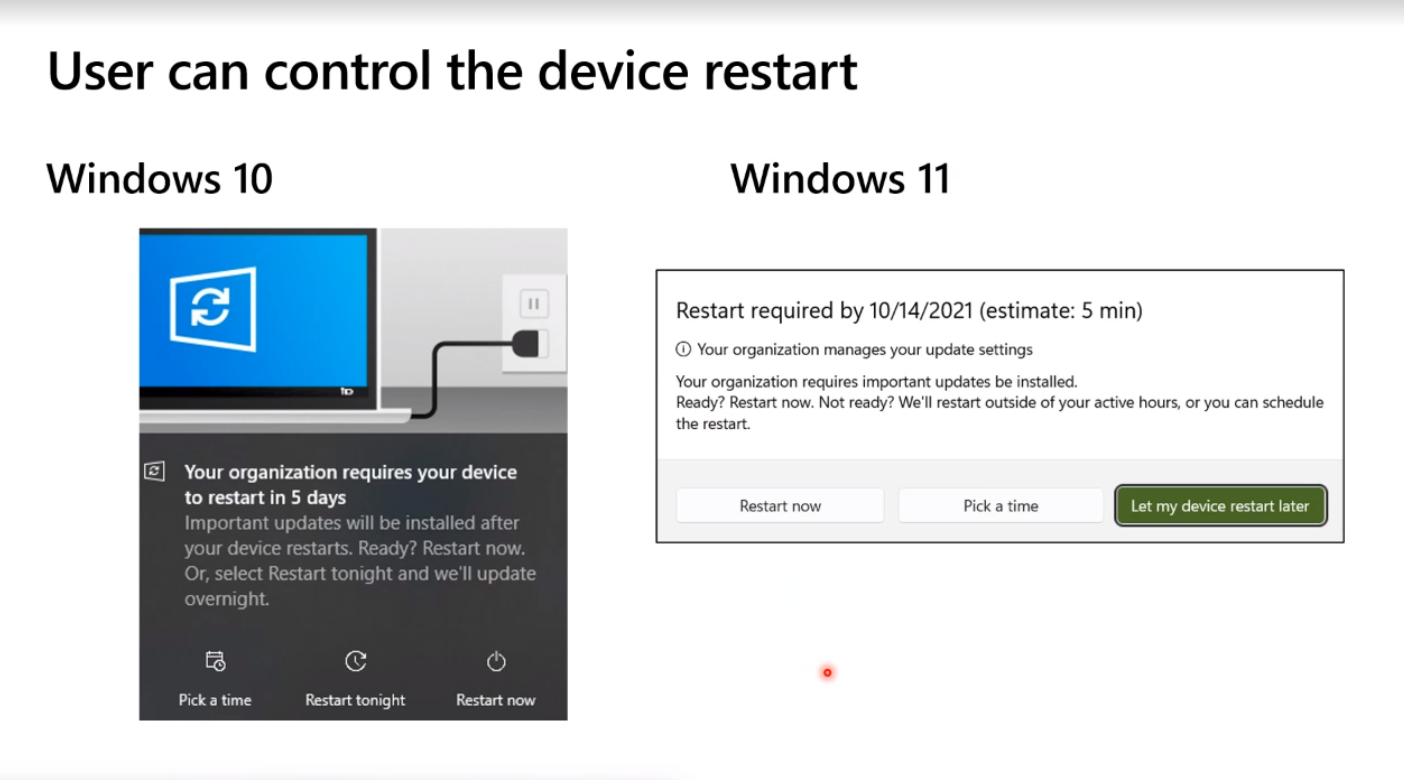 User can control the device restart
Windows 10
Your organization requires your device
to restart in 5 days
Important updates will be installed after
your device restarts. Ready? Restart now.
Or, select Restart tonight and we'll update
overnight.
Pick a time
Restart tonight
Restart now
Windows 11
Restart required by 10/14/2021 (estimate: 5 min)
Your organization manages your update settings
Your organization requires important updates be installed.
Ready? Restart now. Not ready? We'll restart outside of your active hours, or you can schedule
the restart.
Restart now
Pick a time
Let my device restart later